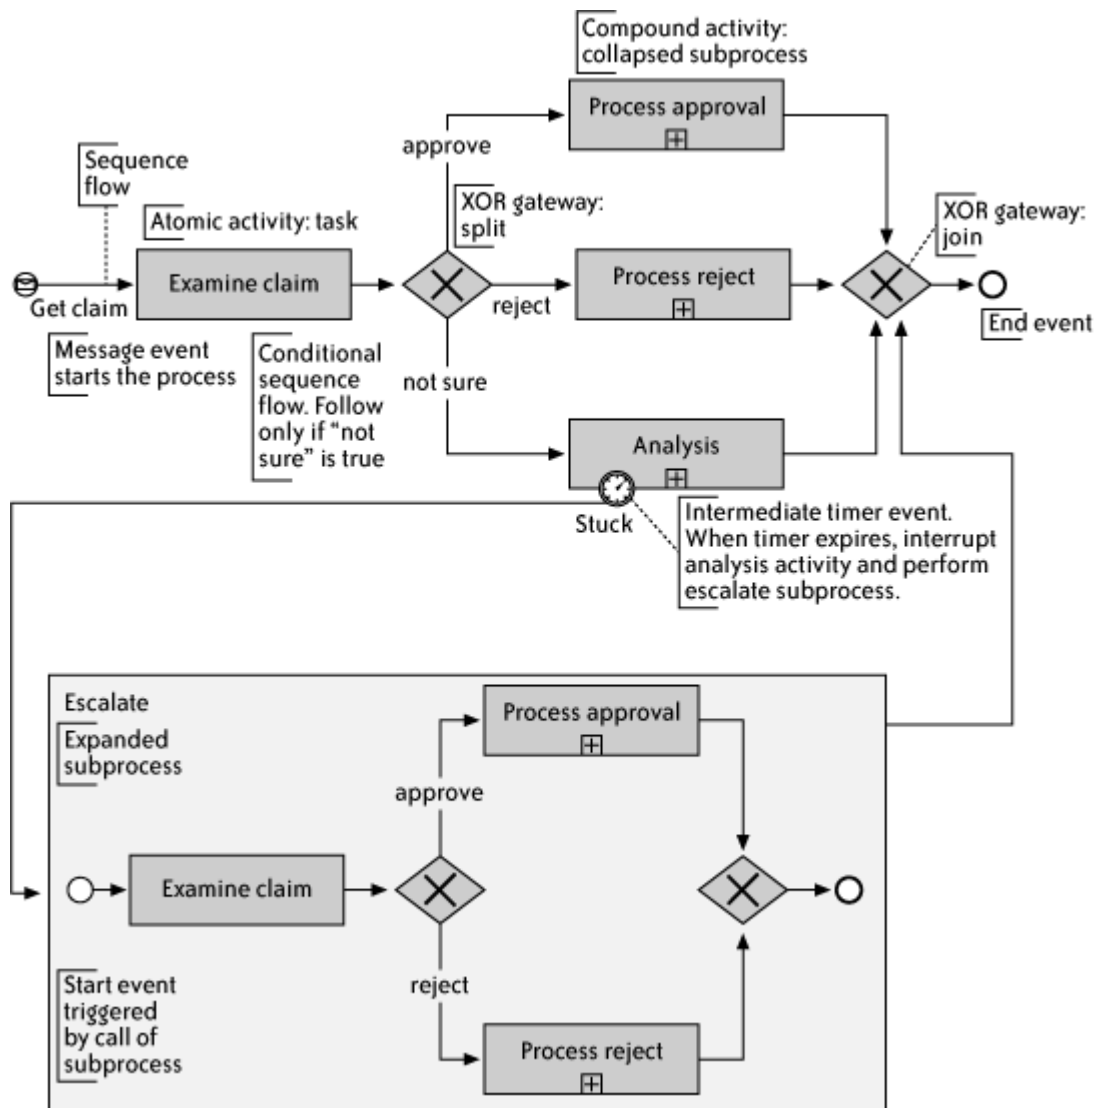 Compound activity:
collapsed subprocess
Process approval
approve
Sequence
flow
Atomic activity: task
XOR gateway:
split
XOR gateway:
join
Examine claim
Process reject
Get claim
reject
End event
Message event
starts the process
Conditional
sequence
flow. Follow
only if “not
sure” is true
not sure
Analysis
Stuck
Intermediate timer event.
When timer expires, interrupt
analysis activity and perform
escalate subprocess.
Escalate
Expanded
subprocess
Process approval
approve
Examine claim
Start event
triggered
by call of
subprocess
reject
Process reject